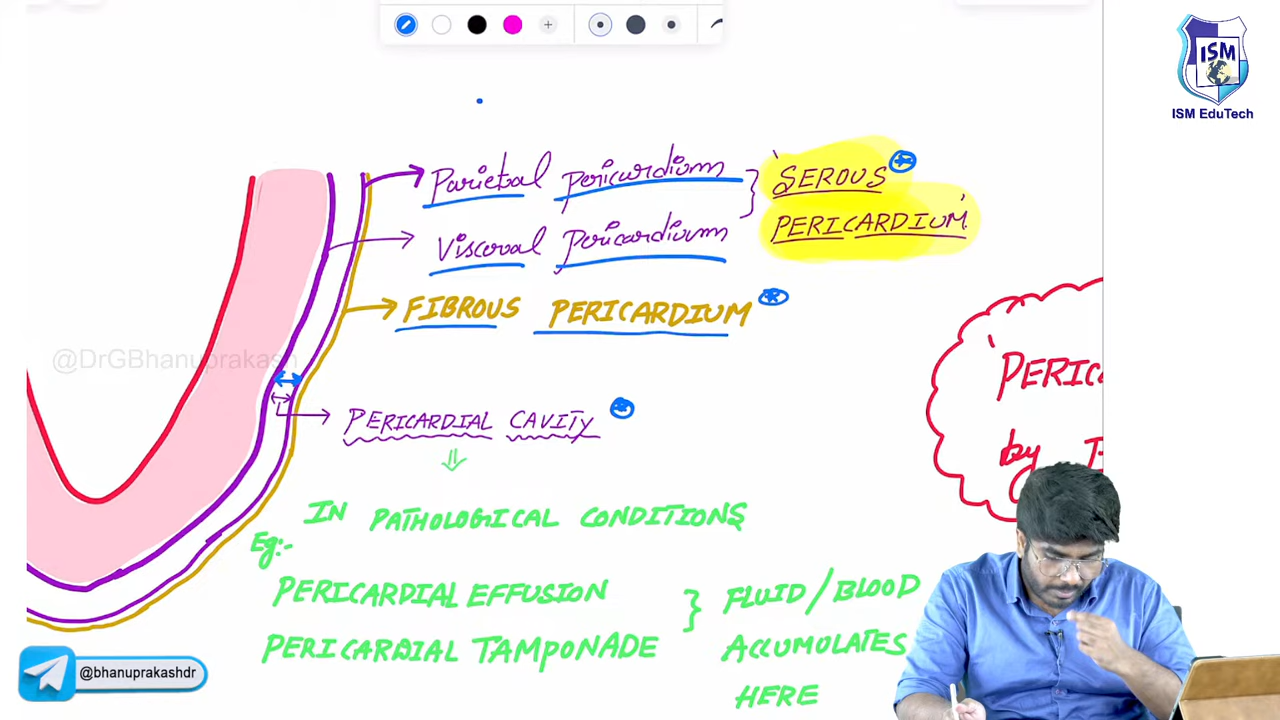 ISM
ISM EduTech
Parietal pericardium
Visceral Pericardium
SEROUS
PERICARDIUM
FIBROUS PERICARDIUM
@DrGBhanuprakash
PERICARDIAL CAVITY
IN PATHOLOGICAL CONDITIONS
Eg:-
PERICARDIAL EFFUSION
PERICARDIAL TAMPONADE
FLUID/BLOOD
ACCUMULATES
HERE
PERIC
by
@bhanuprakashdr